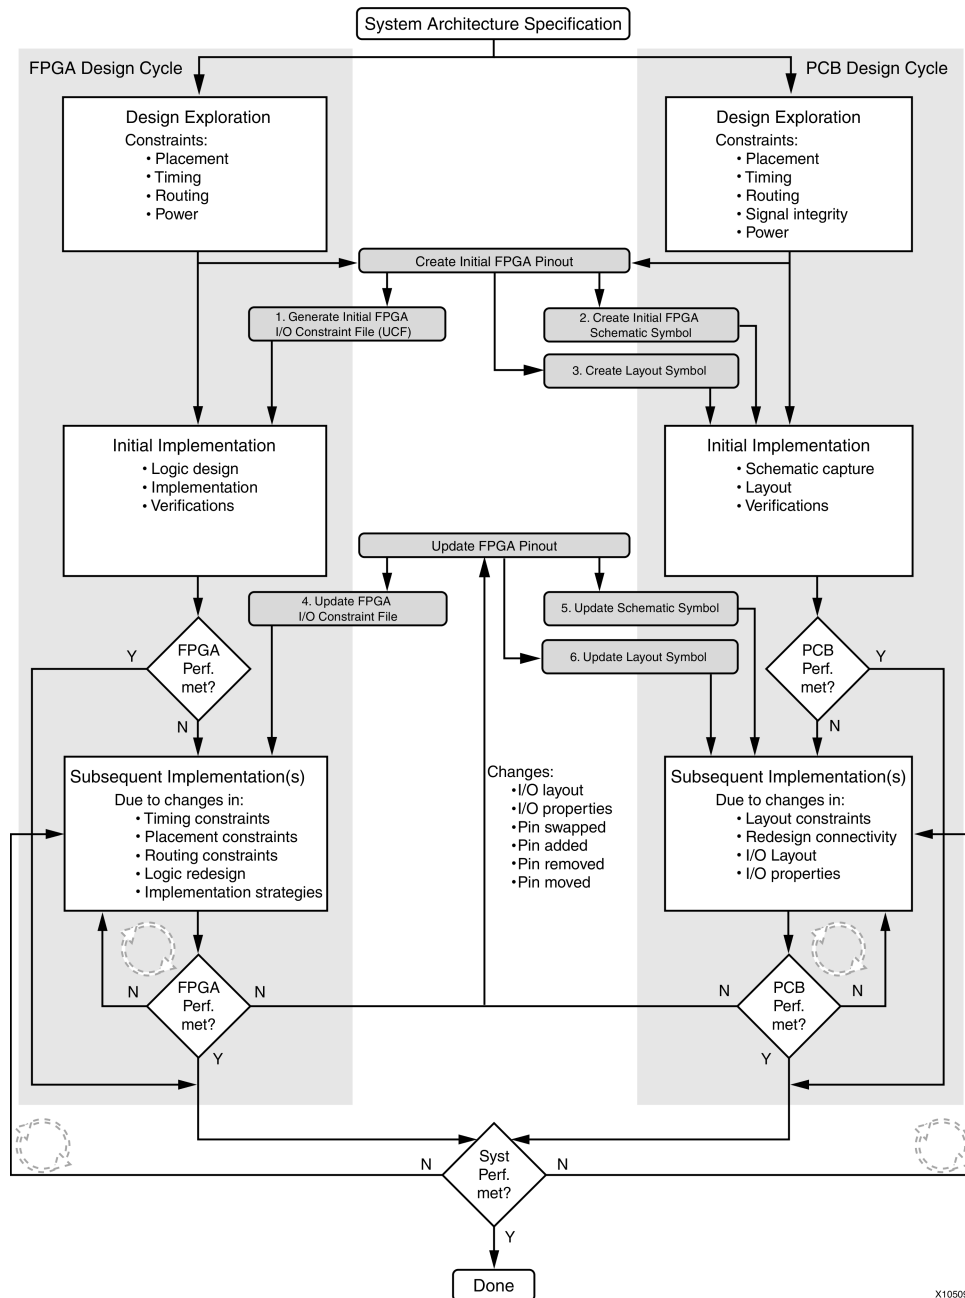 System Architecture Specification
FPGA Design Cycle
PCB Design Cycle
Design Exploration
Constraints:
• Placement
• Timing
• Routing
• Power
Design Exploration
Constraints:
• Placement
• Timing
• Routing
• Signal integrity
• Power
Create Initial FPGA Pinout
1. Generate Initial FPGA
I/O Constraint File (UCF)
2. Create Initial FPGA
Schematic Symbol
3. Create Layout Symbol
Initial Implementation
• Logic design
• Implementation
• Verifications
Initial Implementation
• Schematic capture
• Layout
• Verifications
Update FPGA Pinout
4. Update FPGA
I/O Constraint File
5. Update Schematic Symbol
6. Update Layout Symbol
Y
FPGA
Perf.
met?
N
PCB
Perf.
met?
Y
N
Subsequent Implementation(s)
Due to changes in:
• Timing constraints
• Placement constraints
• Routing constraints
• Logic redesign
• Implementation strategies
Changes:
• I/O layout
• I/O properties
• Pin swapped
• Pin added
• Pin removed
• Pin moved
Subsequent Implementation(s)
Due to changes in:
• Layout constraints
• Redesign connectivity
• I/O Layout
• I/O properties
N
FPGA
Perf.
met?
N
Y
N
PCB
Perf.
met?
N
Y
N
Syst
Perf.
met?
N
Y
Done
X10509